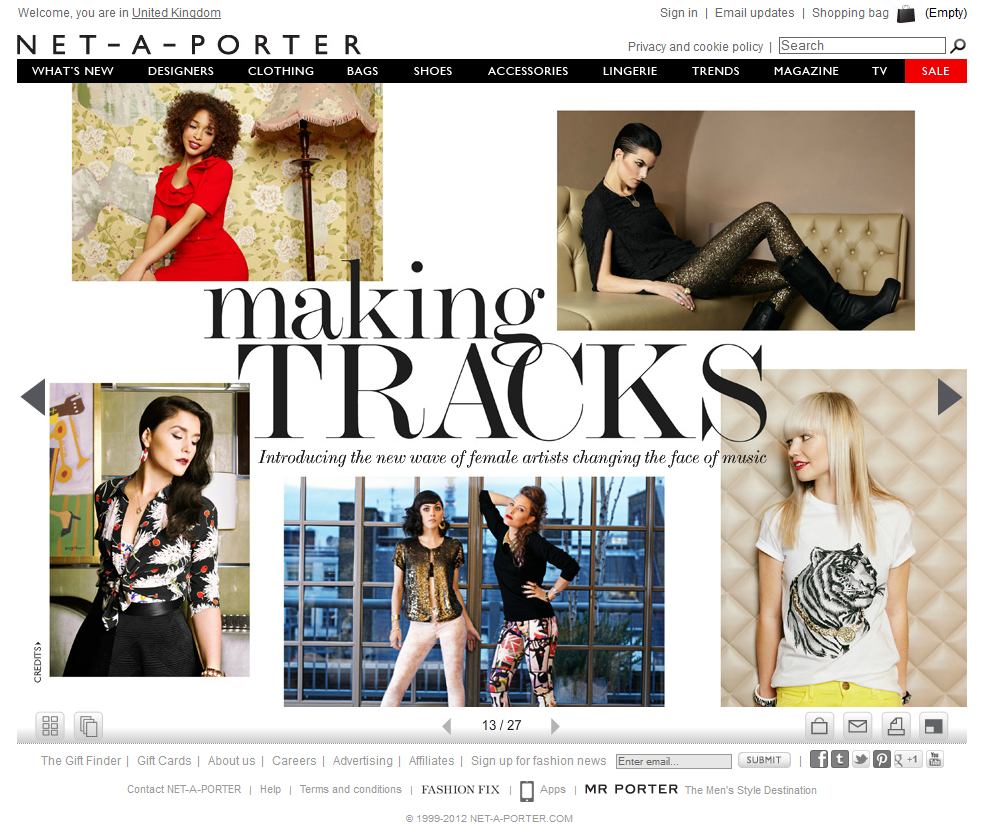 Welcome, you are in United Kingdom
Sign in | Email updates | Shopping bag (Empty)
NET-A-PORTER
Privacy and cookie policy | Search
WHAT'S NEW DESIGNERS CLOTHING BAGS SHOES ACCESSORIES LINGERIE TRENDS MAGAZINE TV SALE
making
TRACKS
Introducing the new wave of female artists changing the face of music
CREDITS
13 / 27
The Gift Finder | Gift Cards | About us | Careers | Advertising | Affiliates | Sign up for fashion news Enter email... SUBMIT | f t P g +1 You Tube
Contact NET-A-PORTER | Help | Terms and conditions | FASHION FIX | Apps | MR PORTER The Men's Style Destination
© 1999-2012 NET-A-PORTER.COM